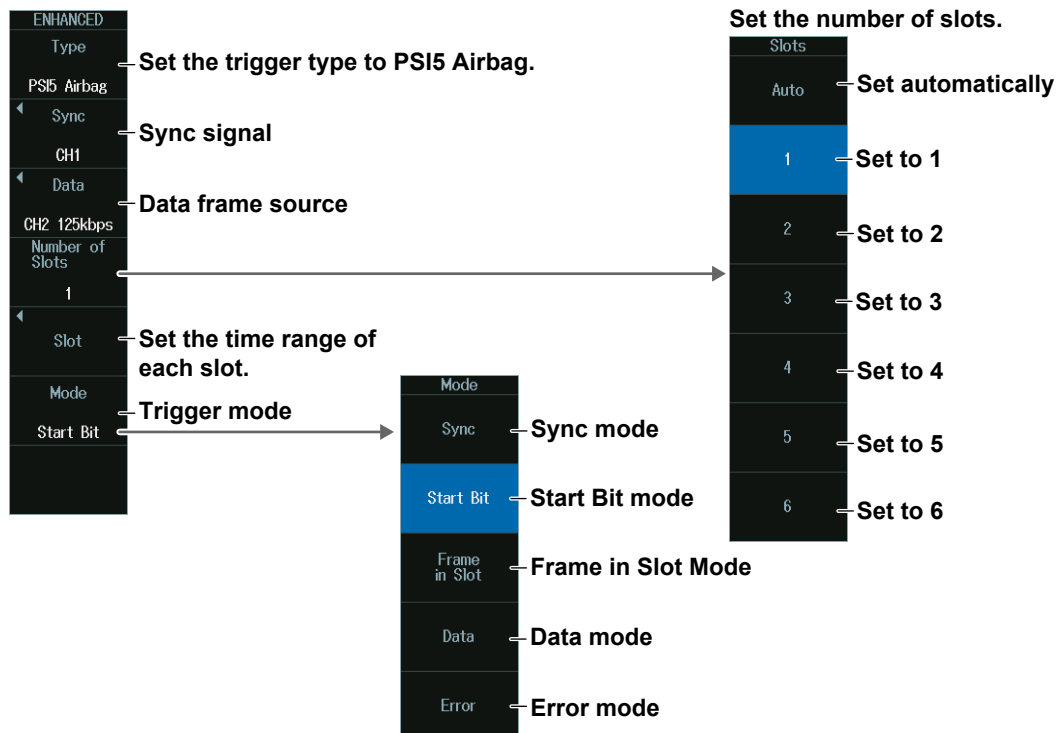 ENHANCED
Type
PSI5 Airbag
Set the trigger type to PSI5 Airbag.
Sync
CH1
Sync signal
Data
CH2 125kbps
Data frame source
Number of
Slots
1
Slot
Set the time range of
each slot.
Mode
Start Bit
Trigger mode
Mode
Sync
Sync mode
Start Bit
Start Bit mode
Frame
in Slot
Frame in Slot Mode
Data
Data mode
Error
Error mode
Set the number of slots.
Slots
Auto
Set automatically
1
Set to 1
2
Set to 2
3
Set to 3
4
Set to 4
5
Set to 5
6
Set to 6